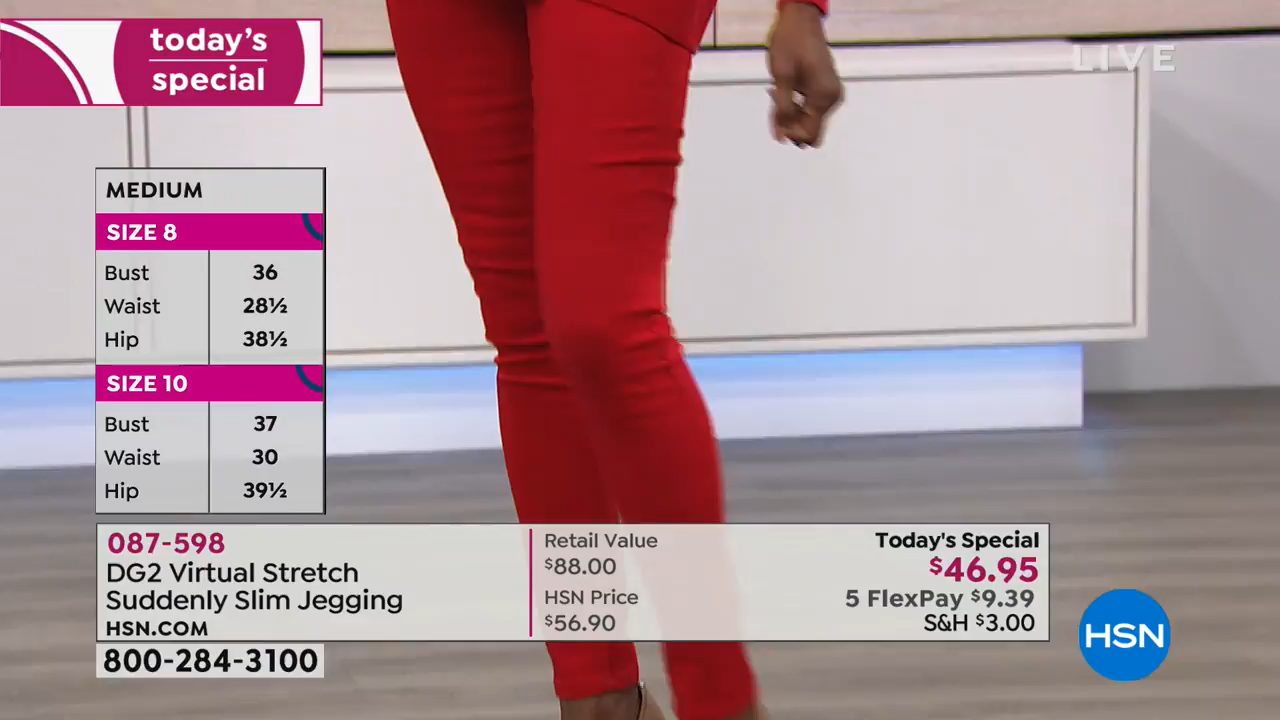 today's
special
LIVE
MEDIUM
SIZE 8
Bust 36
Waist 28½
Hip 38½
SIZE 10
Bust 37
Waist 30
Hip 39½
087-598
DG2 Virtual Stretch
Suddenly Slim Jegging
HSN.COM
800-284-3100
Retail Value
$88.00
HSN Price
$56.90
Today's Special
$46.95
5 FlexPay $9.39
S&H $3.00
HSN